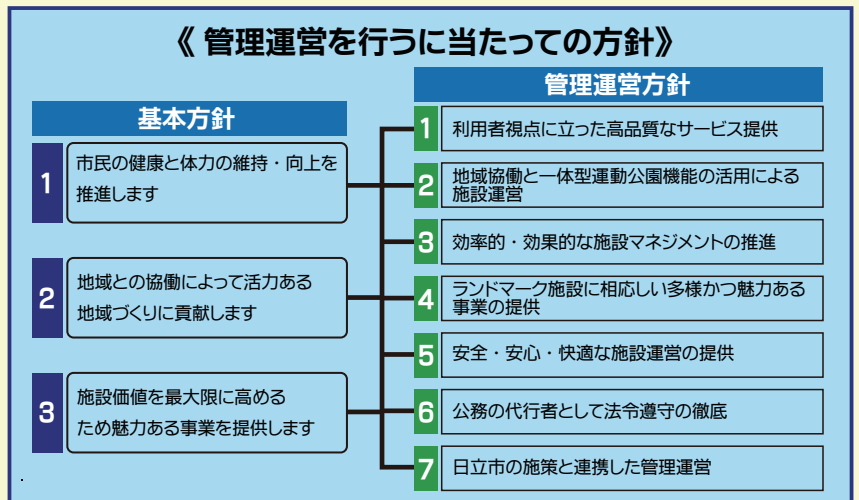 《 管理運営を行うに当たっての方針》
基本方針
1
市民の健康と体力の維持・向上を
推進します
2
地域との協働によって活力ある
地域づくりに貢献します
3
施設価値を最大限に高める
ため魅力ある事業を提供します
管理運営方針
1 利用者視点に立った高品質なサービス提供
2 地域協働と一体型運動公園機能の活用による
施設運営
3 効率的・効果的な施設マネジメントの推進
4 ランドマーク施設に相応しい多様かつ魅力ある
事業の提供
5 安全・安心・快適な施設運営の提供
6 公務の代行者として法令遵守の徹底
7 日立市の施策と連携した管理運営